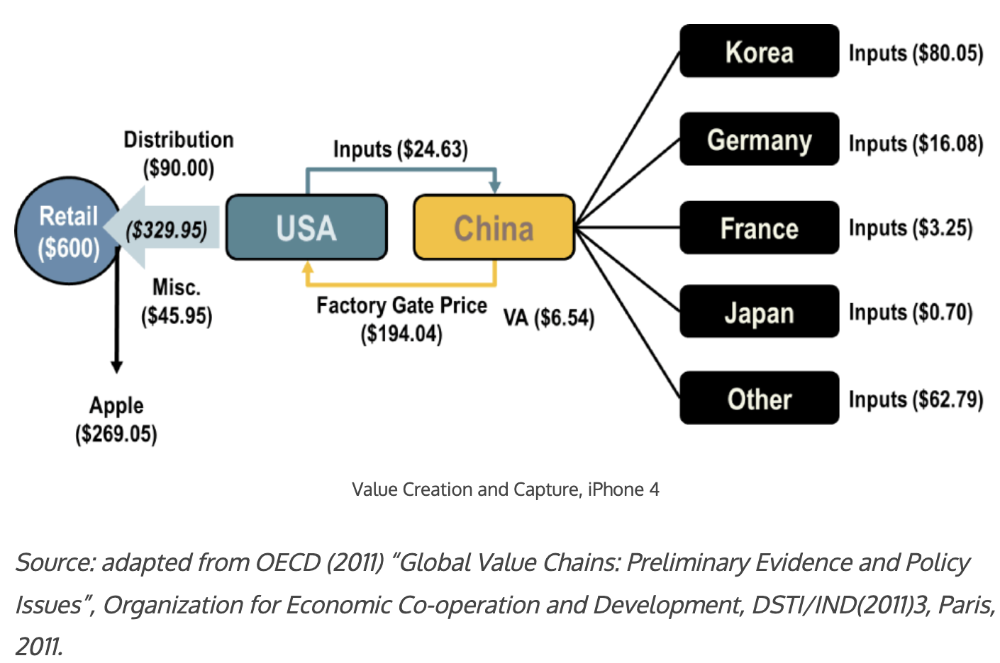 Korea
Inputs ($80.05)
Distribution
($90.00)
Inputs ($24.63)
Germany
Inputs ($16.08)
Retail
($600)
($329.95)
USA
China
France
Inputs ($3.25)
Misc.
($45.95)
Factory Gate Price
($194.04)
VA ($6.54)
Japan
Inputs ($0.70)
Apple
($269.05)
Other
Inputs ($62.79)
Value Creation and Capture, iPhone 4
Source: adapted from OECD (2011) “Global Value Chains: Preliminary Evidence and Policy
Issues”, Organization for Economic Co-operation and Development, DSTI/IND(2011)3, Paris,
2011.